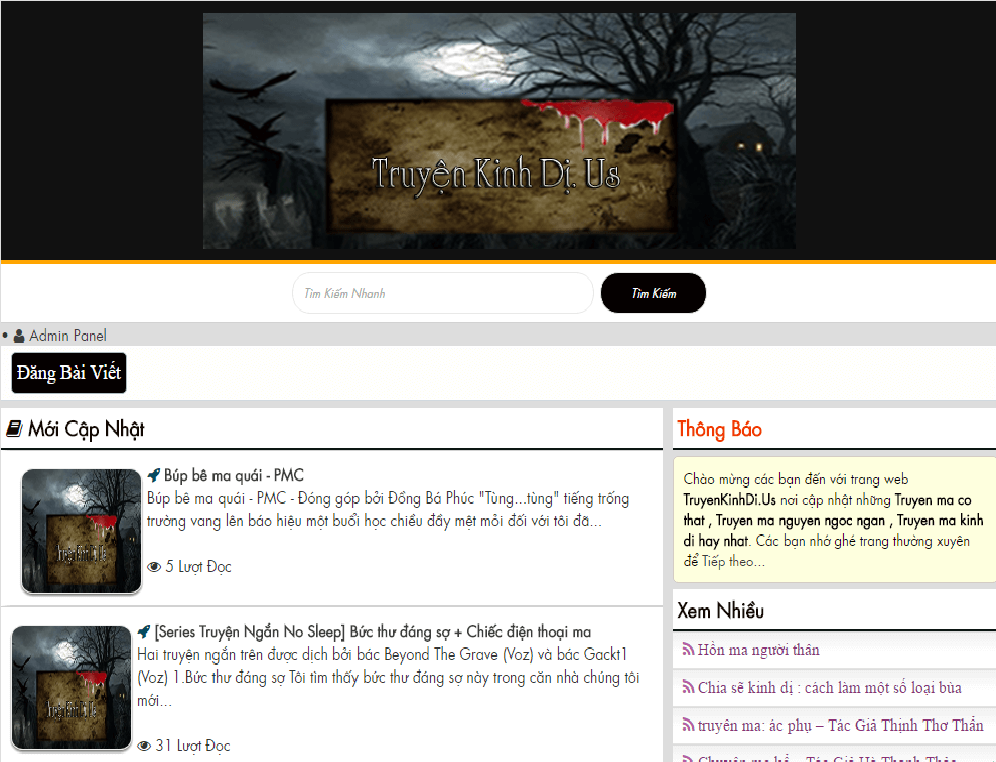 Truyện Kinh Dị. Us
Tìm Kiếm Nhanh
Tìm Kiếm
Admin Panel
Đăng Bài Viết
Mới Cập Nhật
Búp bê ma quái - PMC
Búp bê ma quái - PMC - Đóng góp bởi Đồng Bá Phúc "Tùng...tùng" tiếng trống
trường vang lên báo hiệu một buổi học chiều đầy mệt mỏi đối với tôi đã...
5 Lượt Đọc
Truyện Kinh Dị. Us
[Series Truyện Ngắn No Sleep] Bức thư đáng sợ + Chiếc điện thoại ma
Hai truyện ngắn trên được dịch bởi bác Beyond The Grave (Voz) và bác Gackt1
(Voz) 1.Bức thư đáng sợ Tôi tìm thấy bức thư đáng sợ này trong căn nhà chúng tôi
mới...
31 Lượt Đọc
Truyện Kinh Dị. Us
Thông Báo
Chào mừng các bạn đến với trang web
TruyenKinhDi.Us nơi cập nhật những Truyen ma co
that , Truyen ma nguyen ngoc ngan , Truyen ma kinh
di hay nhat. Các bạn nhớ ghé trang thường xuyên
để Tiếp theo...
Xem Nhiều
Hồn ma người thân
Chia sẽ kinh dị : cách làm một số loại bùa
truyện ma: ác phụ – Tác Giả Thịnh Thơ Thẩn